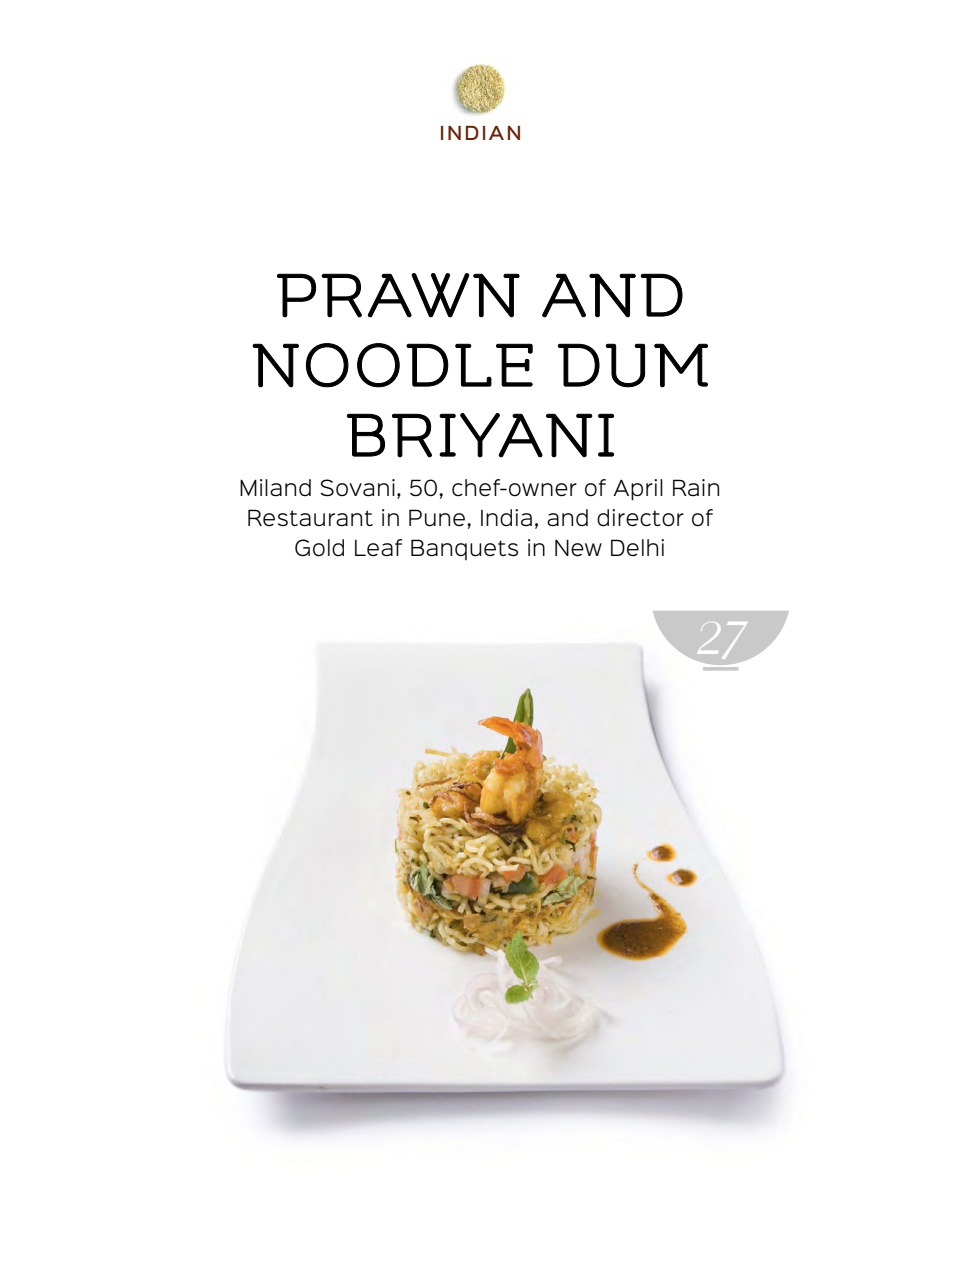 INDIAN
PRAWN AND
NOODLE DUM
BRIYANI
Miland Sovani, 50, chef-owner of April Rain
Restaurant in Pune, India, and director of
Gold Leaf Banquets in New Delhi
27